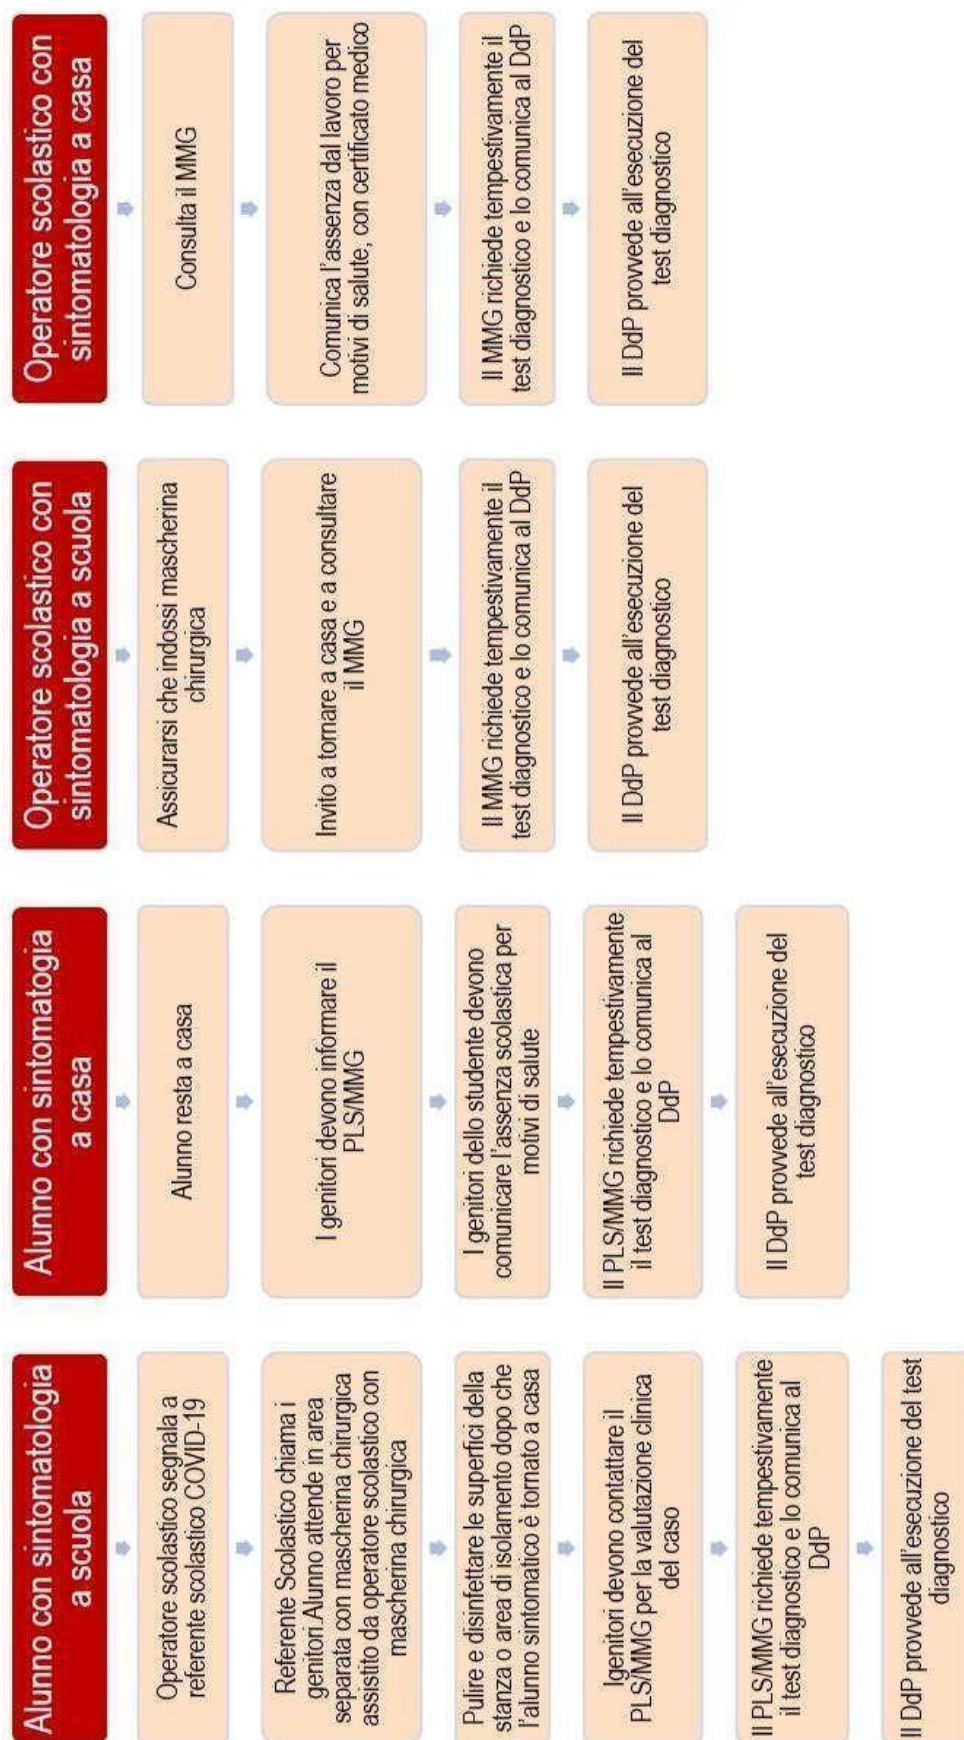 Alunno con sintomatologia
a scuola
Operatore scolastico segnala a
referente scolastico COVID-19
Referente Scolastico chiama i
genitori.Alunno attende in area
separata con mascherina chirurgica
assistito da operatore scolastico con
mascherina chirurgica
Pulire e disinfettare le superfici della
stanza o area di isolamento dopo che
l'alunno sintomatico è tornato a casa
Igenitori devono contattare il
PLS/MMG per la valutazione clinica
del caso
Il PLS/MMG richiede tempestivamente
il test diagnostico e lo comunica al
DdP
Il DdP provvede all'esecuzione del test
diagnostico
Alunno con sintomatogia
a casa
Alunno resta a casa
I genitori devono informare il
PLS/MMG
I genitori dello studente devono
comunicare l'assenza scolastica per
motivi di salute
Il PLS/MMG richiede tempestivamente
il test diagnostico e lo comunica al
DdP
Il DdP provvede all'esecuzione del
test diagnostico
Operatore scolastico con
sintomatologia a scuola
Assicurarsi che indossi mascherina
chirurgica
Invito a tornare a casa e a consultare
il MMG
Il MMG richiede tempestivamente il
test diagnostico e lo comunica al DdP
Il DdP provvede all'esecuzione del
test diagnostico
Operatore scolastico con
sintomatologia a casa
Consulta il MMG
Comunica l'assenza dal lavoro per
motivi di salute, con certificato medico
Il MMG richiede tempestivamente il
test diagnostico e lo comunica al DdP
Il DdP provvede all'esecuzione del
test diagnostico